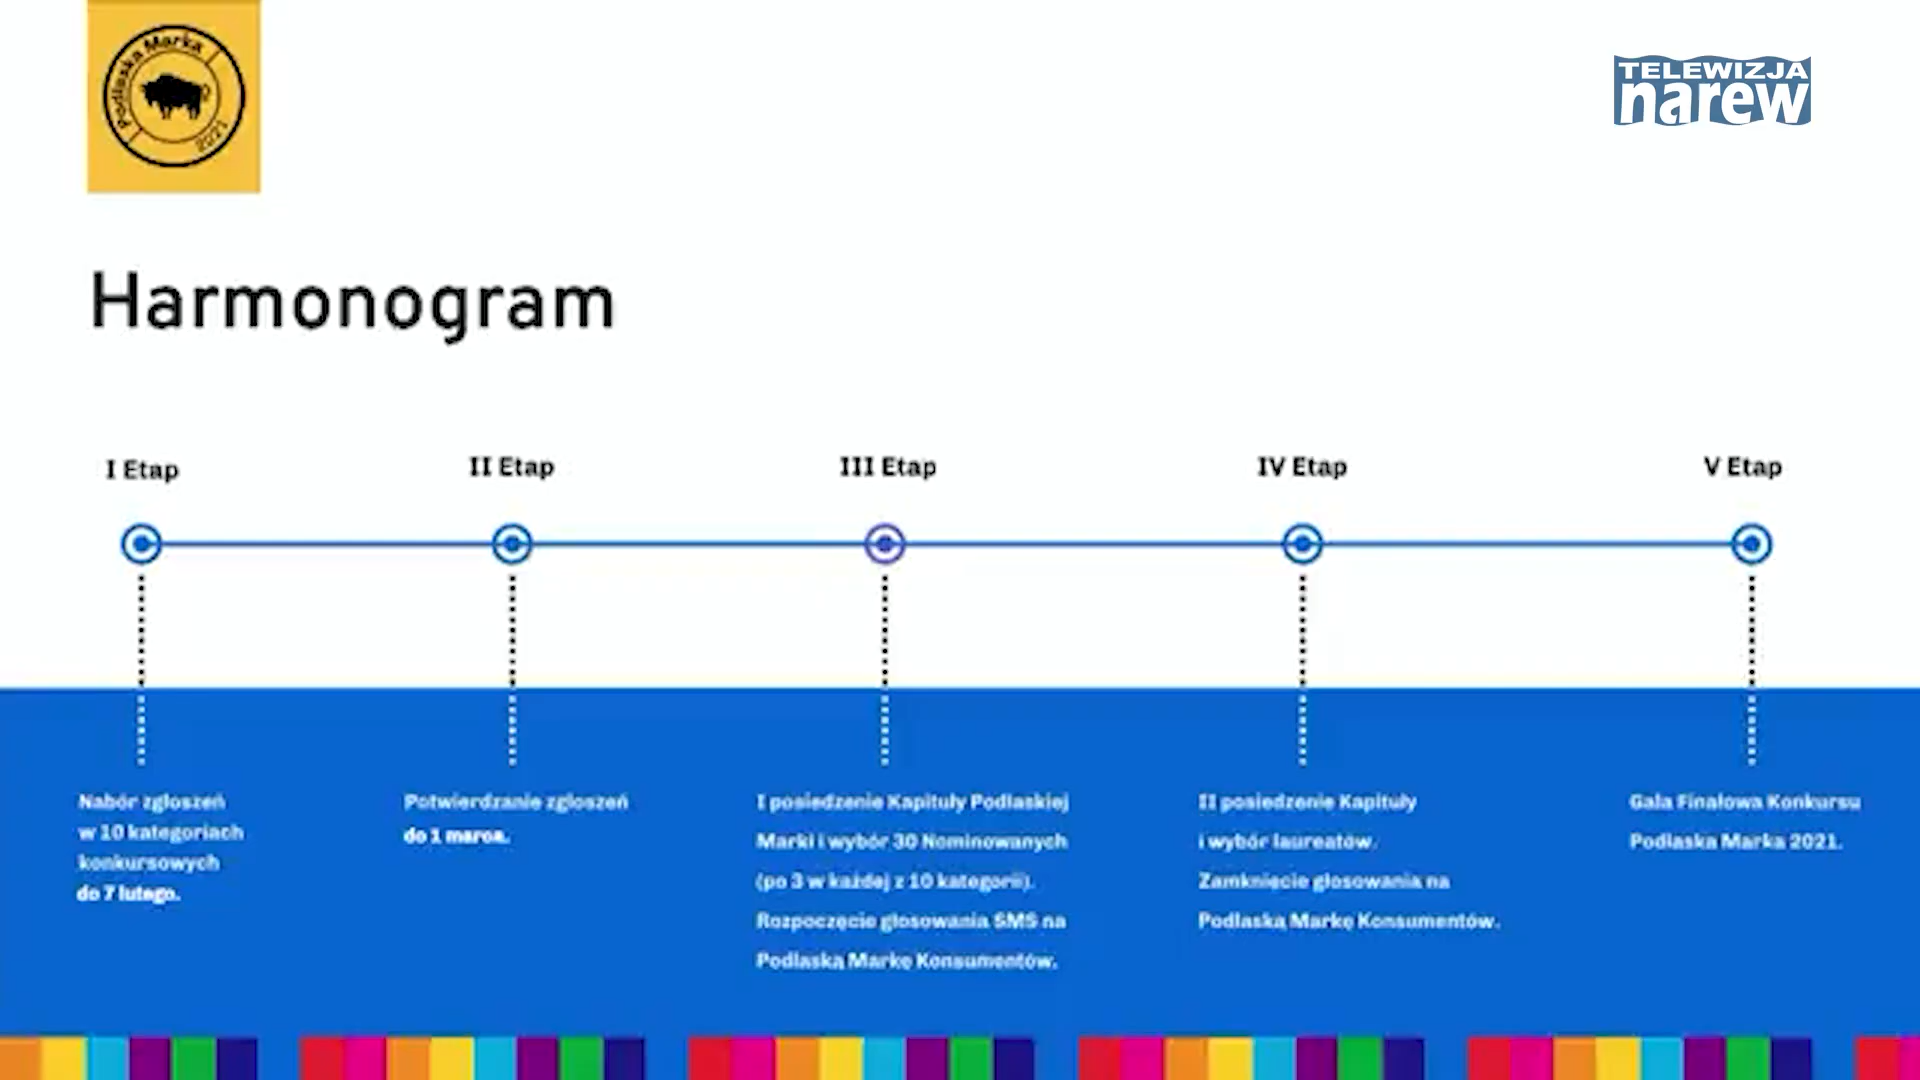 Podlaska Marka
2021
TELEWIZJA
narew
Harmonogram
I Etap
II Etap
III Etap
IV Etap
V Etap
Nabór zgłoszeń
w 10 kategoriach
konkursowych
do 7 lutego.
Potwierdzanie zgłoszeń
do 1 marca.
I posiedzenie Kapituły Podlaskiej
Marki i wybór 30 Nominowanych
(po 3 w każdej z 10 kategorii).
Rozpoczęcie głosowania SMS na
Podlaską Markę Konsumentów.
II posiedzenie Kapituły
i wybór laureatów.
Zamknięcie głosowania na
Podlaską Markę Konsumentów.
Gala Finałowa Konkursu
Podlaska Marka 2021.